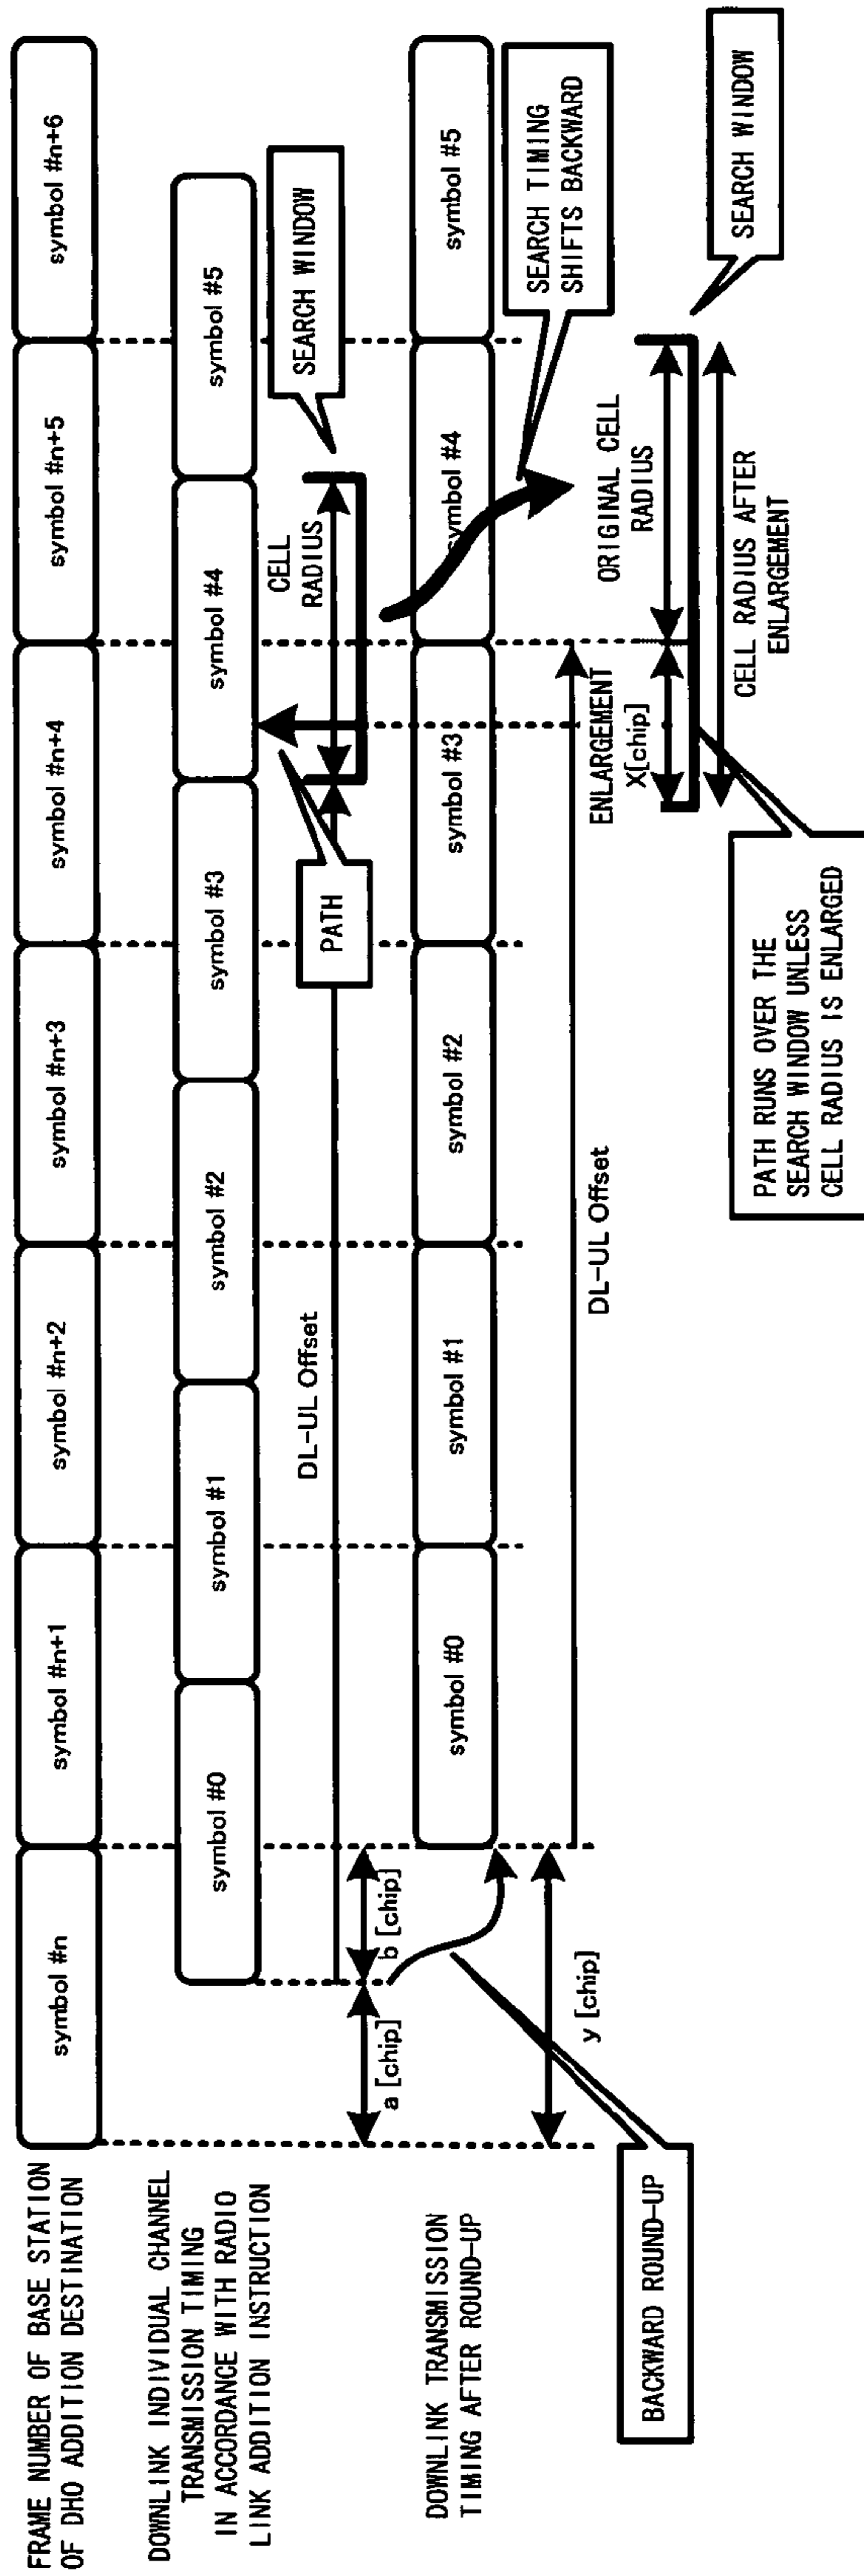 FRAME NUMBER OF BASE STATION
OF DHO ADDITION DESTINATION
symbol #n
symbol #n+1
symbol #n+2
symbol #n+3
symbol #n+4
symbol #n+5
symbol #n+6
DOWNLINK INDIVIDUAL CHANNEL
TRANSMISSION TIMING
IN ACCORDANCE WITH RADIO
LINK ADDITION INSTRUCTION
symbol #0
symbol #1
symbol #2
symbol #3
symbol #4
symbol #5
CELL
RADIUS
SEARCH WINDOW
PATH
DL-UL Offset
a [chip]
b [chip]
DOWNLINK TRANSMISSION
TIMING AFTER ROUND-UP
symbol #0
symbol #1
symbol #2
symbol #3
symbol #4
symbol #5
SEARCH TIMING
SHIFTS BACKWARD
y [chip]
DL-UL Offset
ENLARGEMENT
X[chip]
ORIGINAL CELL
RADIUS
BACKWARD ROUND-UP
CELL RADIUS AFTER
ENLARGEMENT
SEARCH WINDOW
PATH RUNS OVER THE
SEARCH WINDOW UNLESS
CELL RADIUS IS ENLARGED